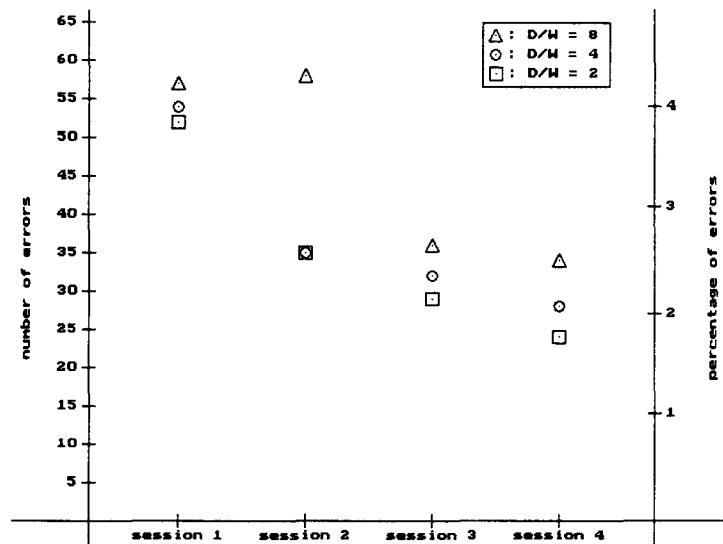 65
60
55
50
45
40
35
30
25
20
15
10
5
number of errors
△: D/W = 8
○: D/W = 4
□: D/W = 2
4
3
2
1
percentage of errors
session 1 session 2 session 3 session 4